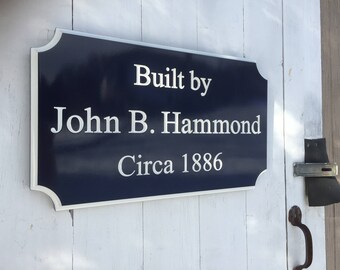 Built by
John B. Hammond
Circa 1886